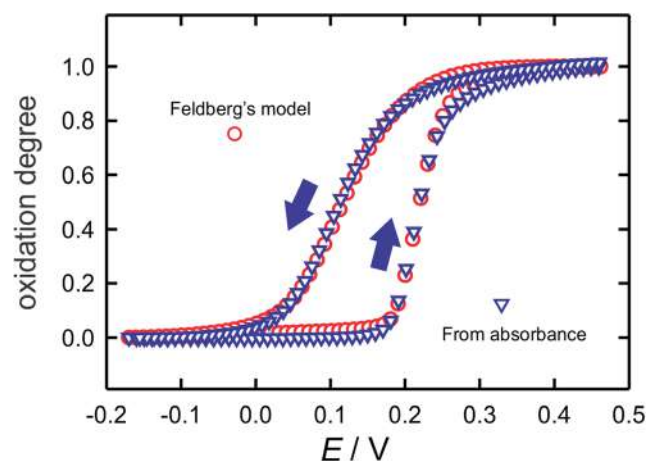 1.0
0.8
0.6
0.4
0.2
0.0
oxidation degree
Feldberg's model
From absorbance
-0.2 -0.1 0.0 0.1 0.2 0.3 0.4 0.5
E / V